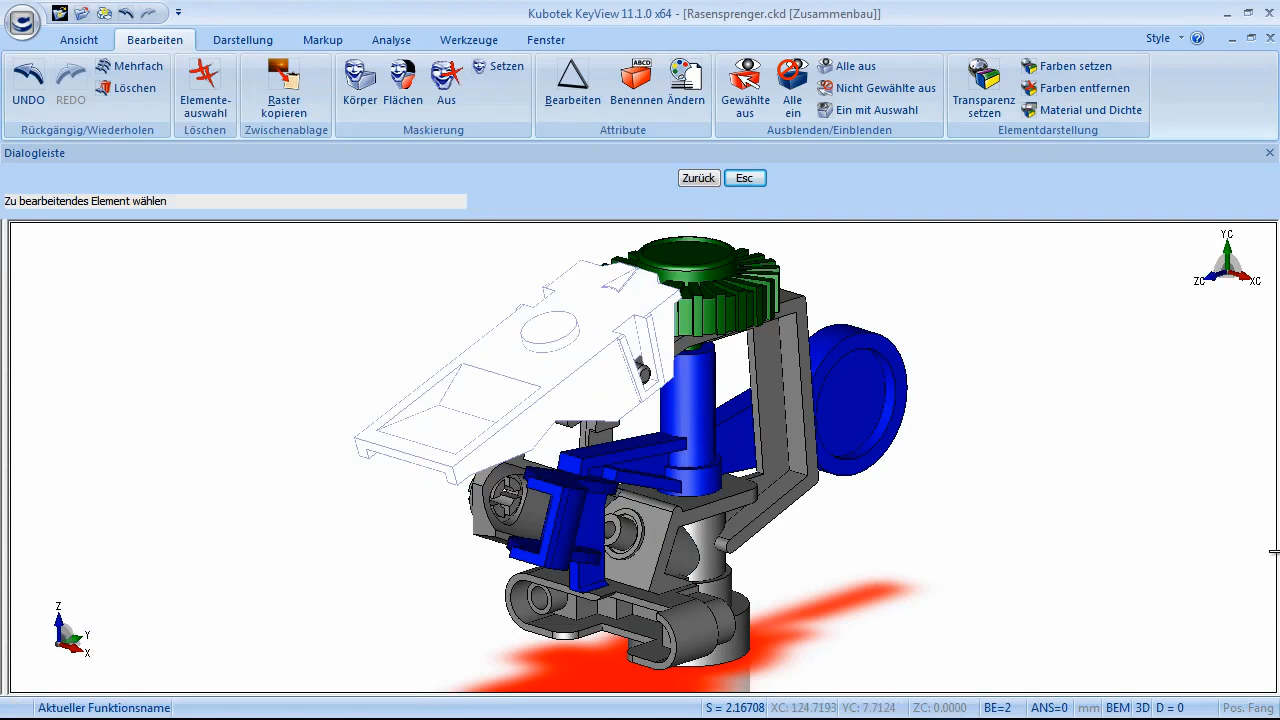 Kubotek KeyView 11.1.0 x64 - [Rasensprenger.ckd [Zusammenbau]]
Ansicht Bearbeiten Darstellung Markup Analyse Werkzeuge Fenster Style
UNDO REDO Mehrfach Löschen
Rückgängig/Wiederholen
Elemente-
auswahl
Löschen
Raster
kopieren
Zwischenablage
Körper Flächen Aus Setzen
Maskierung
ABCD
Bearbeiten Benennen Ändern
Attribute
Gewählte
aus
Alle
ein
Alle aus
Nicht Gewählte aus
Ein mit Auswahl
Ausblenden/Einblenden
Transparenz
setzen
Farben setzen
Farben entfernen
Material und Dichte
Elementdarstellung
Dialogleiste
Zurück Esc
Zu bearbeitendes Element wählen
YC
ZC XC
Z
Y
X
Aktueller Funktionsname S = 2.16708 XC: 124.7193 YC: 7.7124 ZC: 0.0000 BE=2 ANS=0 mm BEM 3D D = 0 Pos. Fang